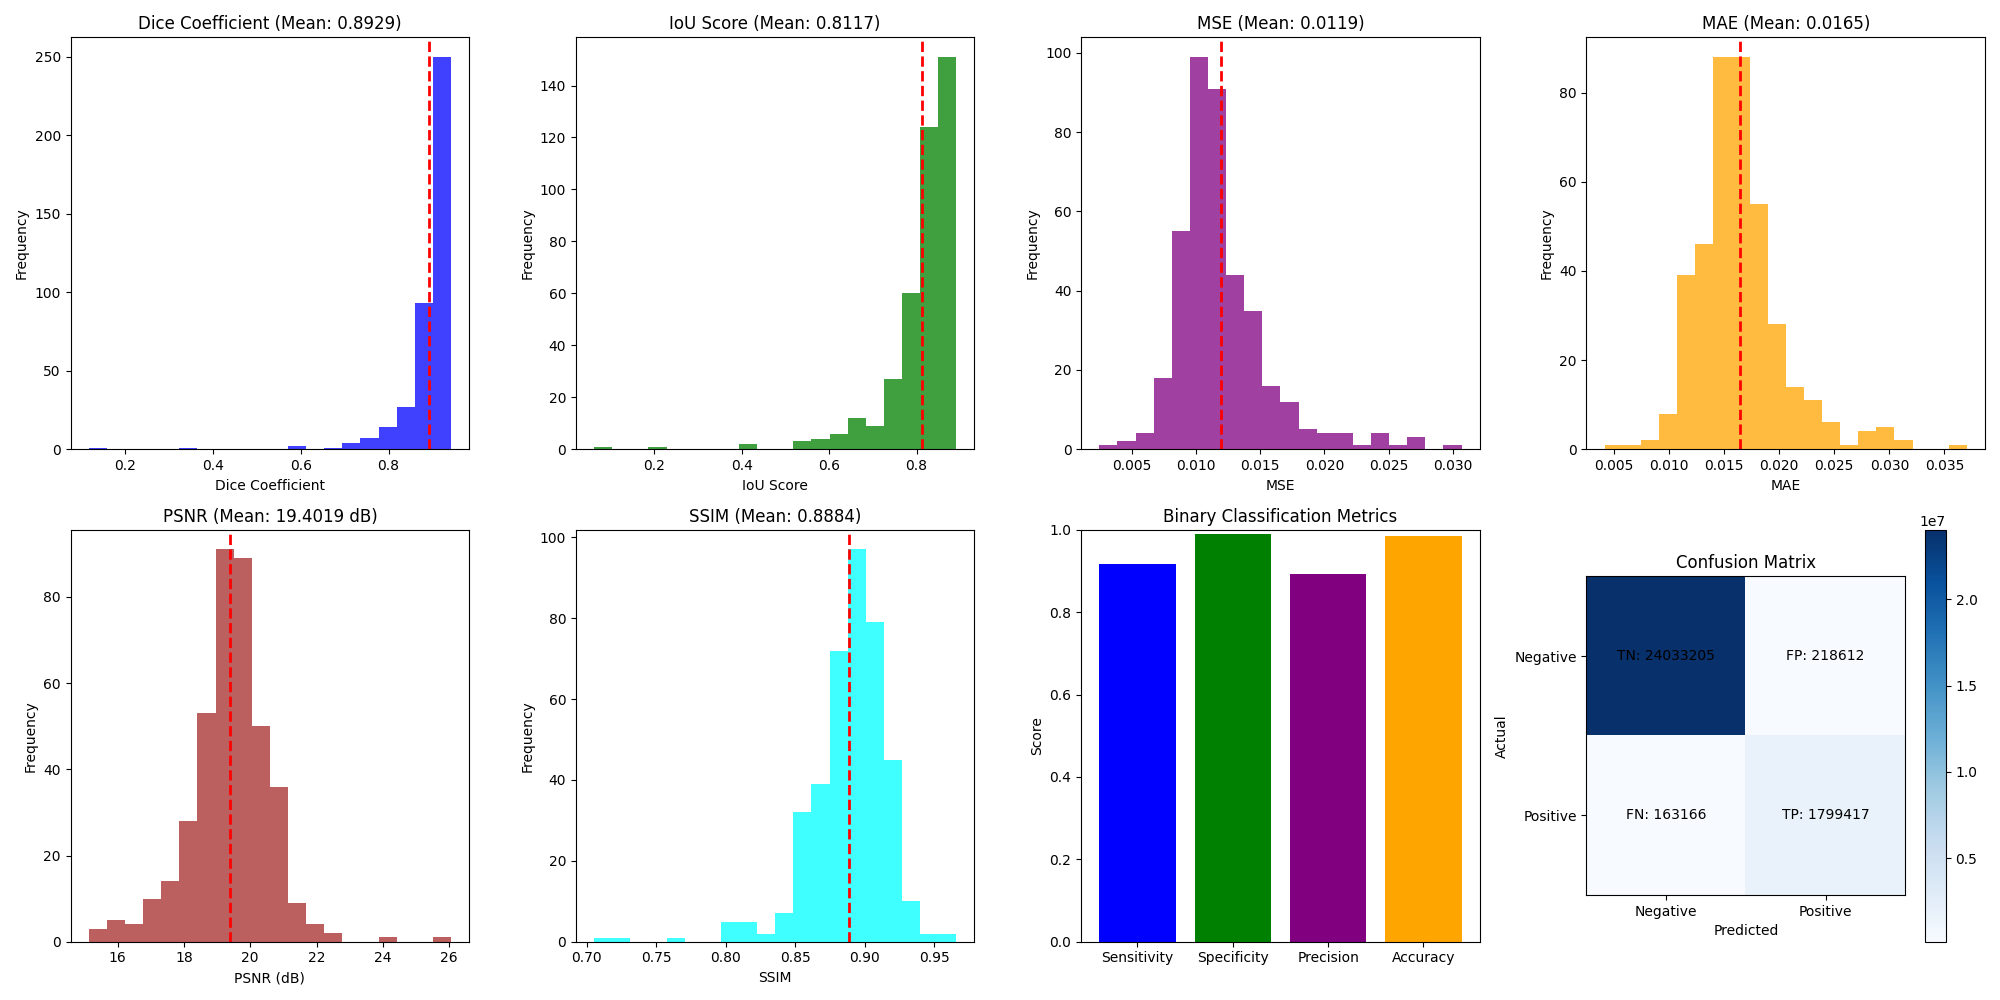 Dice Coefficient (Mean: 0.8929)
Frequency
250
200
150
100
50
0
0.2 0.4 0.6 0.8
Dice Coefficient
IoU Score (Mean: 0.8117)
Frequency
140
120
100
80
60
40
20
0
0.2 0.4 0.6 0.8
IoU Score
MSE (Mean: 0.0119)
Frequency
100
80
60
40
20
0
0.005 0.010 0.015 0.020 0.025 0.030
MSE
MAE (Mean: 0.0165)
Frequency
80
60
40
20
0
0.005 0.010 0.015 0.020 0.025 0.030 0.035
MAE
PSNR (Mean: 19.4019 dB)
Frequency
80
60
40
20
0
16 18 20 22 24 26
PSNR (dB)
SSIM (Mean: 0.8884)
Frequency
100
80
60
40
20
0
0.70 0.75 0.80 0.85 0.90 0.95
SSIM
Binary Classification Metrics
Score
1.0
0.8
0.6
0.4
0.2
0.0
Sensitivity Specificity Precision Accuracy
Confusion Matrix
Actual
Negative
Positive
TN: 24033205 FP: 218612
FN: 163166 TP: 1799417
Negative Positive
Predicted
1e7
2.0
1.5
1.0
0.5